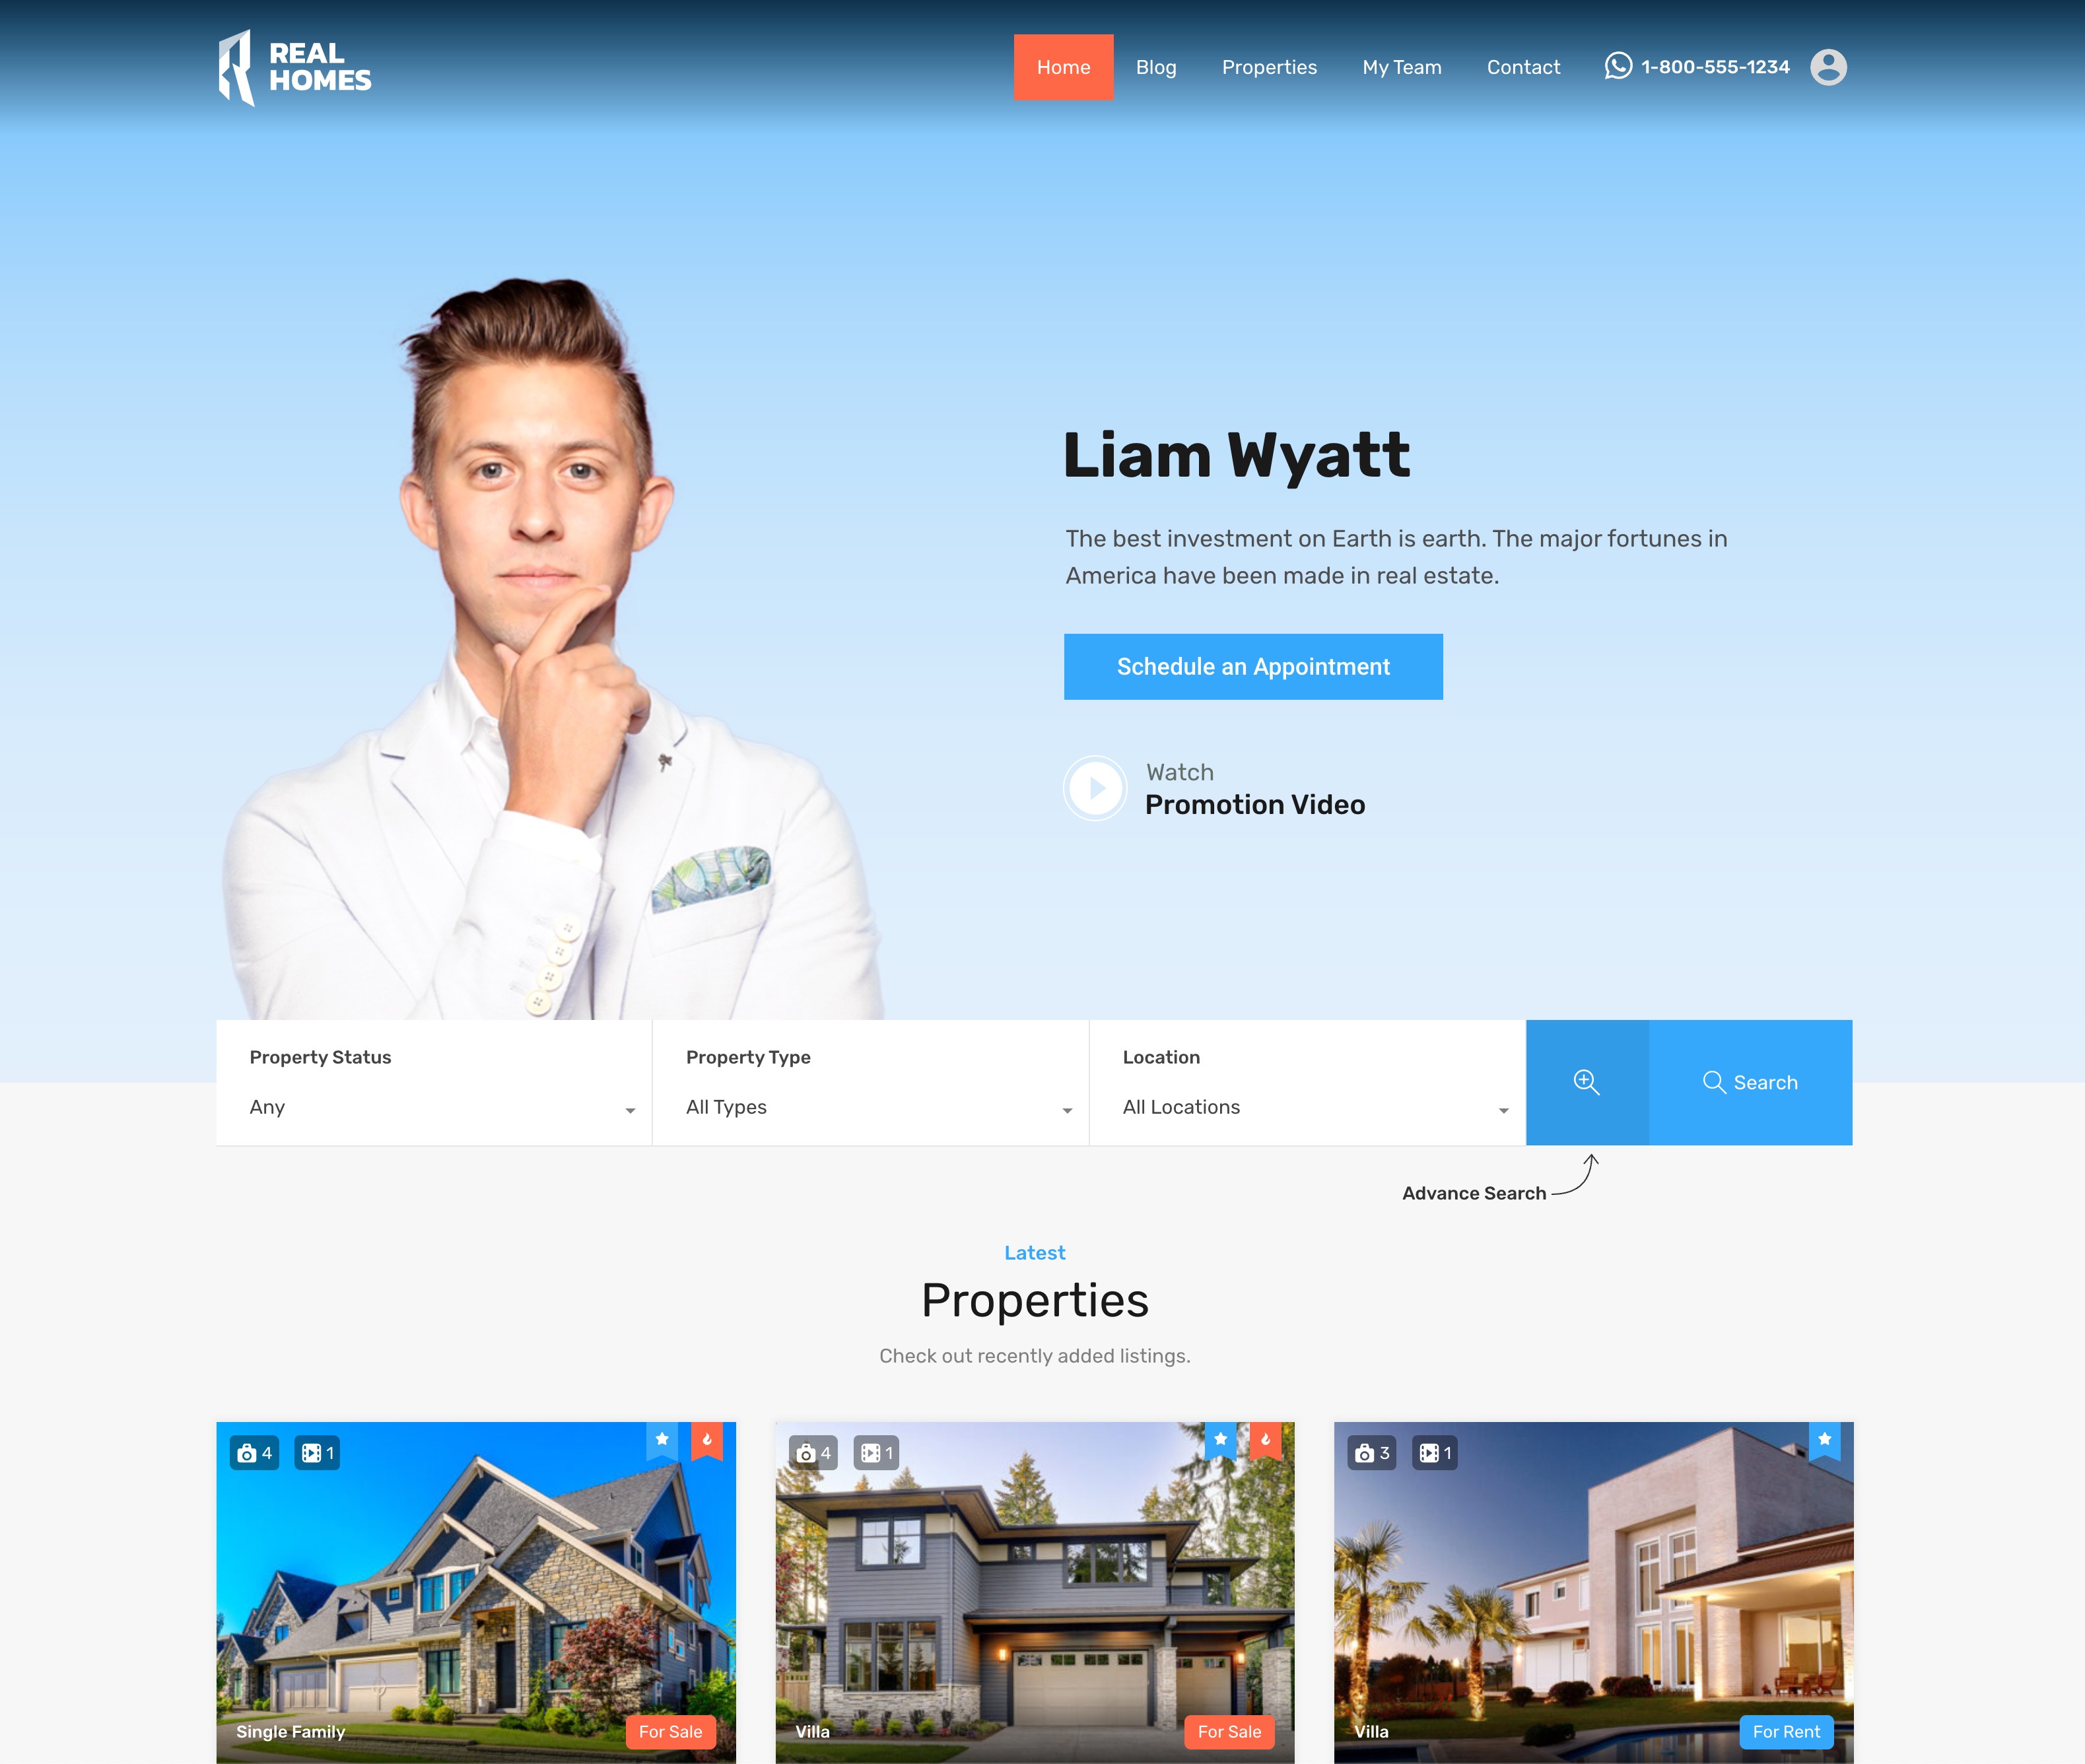 REAL
HOMES
Home Blog Properties My Team Contact 1-800-555-1234
Liam Wyatt
The best investment on Earth is earth. The major fortunes in
America have been made in real estate.
Schedule an Appointment
Watch
Promotion Video
Property Status Property Type Location
Any All Types All Locations
Search
Advance Search
Latest
Properties
Check out recently added listings.
4 1 4 1 3 1
Single Family For Sale Villa For Sale Villa For Rent